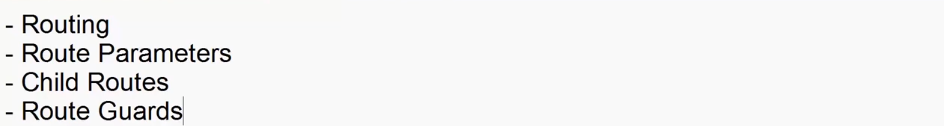 - Routing
- Route Parameters
- Child Routes
- Route Guards